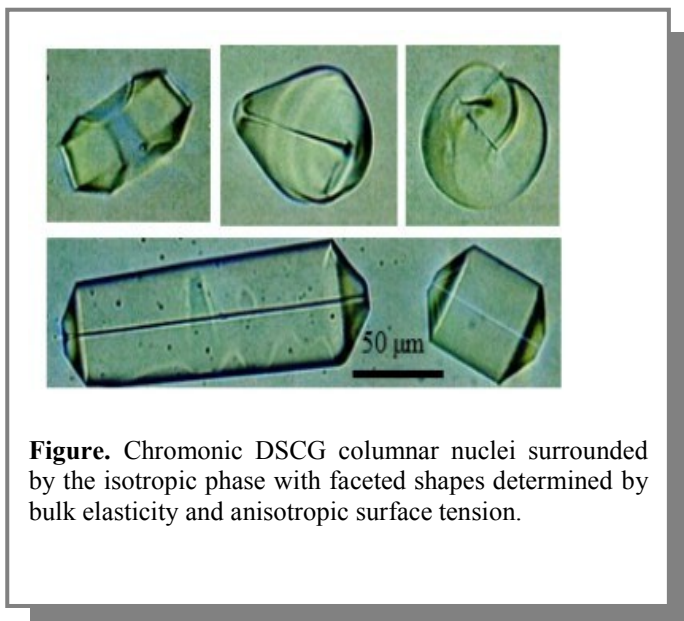 50 μm
Figure. Chromonic DSCG columnar nuclei surrounded
by the isotropic phase with faceted shapes determined by
bulk elasticity and anisotropic surface tension.